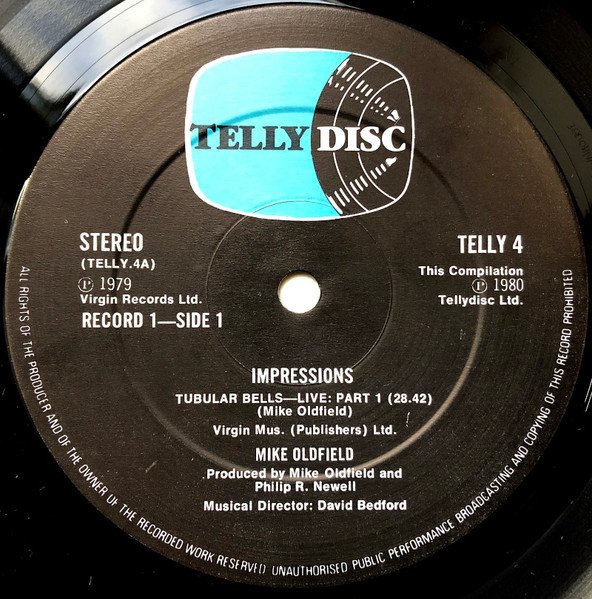 TELLY DISC
STEREO
(TELLY.4A)
Ⓟ 1979
Virgin Records Ltd.
RECORD 1—SIDE 1
TELLY 4
This Compilation
Ⓟ 1980
Tellydisc Ltd.
IMPRESSIONS
TUBULAR BELLS—LIVE: PART 1 (28.42)
(Mike Oldfield)
Virgin Mus. (Publishers) Ltd.
MIKE OLDFIELD
Produced by Mike Oldfield and
Philip R. Newell
Musical Director: David Bedford
ALL RIGHTS OF THE PRODUCER AND OF THE OWNER OF THE RECORDED WORK RESERVED UNAUTHORISED PUBLIC PERFORMANCE BROADCASTING AND COPYING OF THIS RECORD PROHIBITED